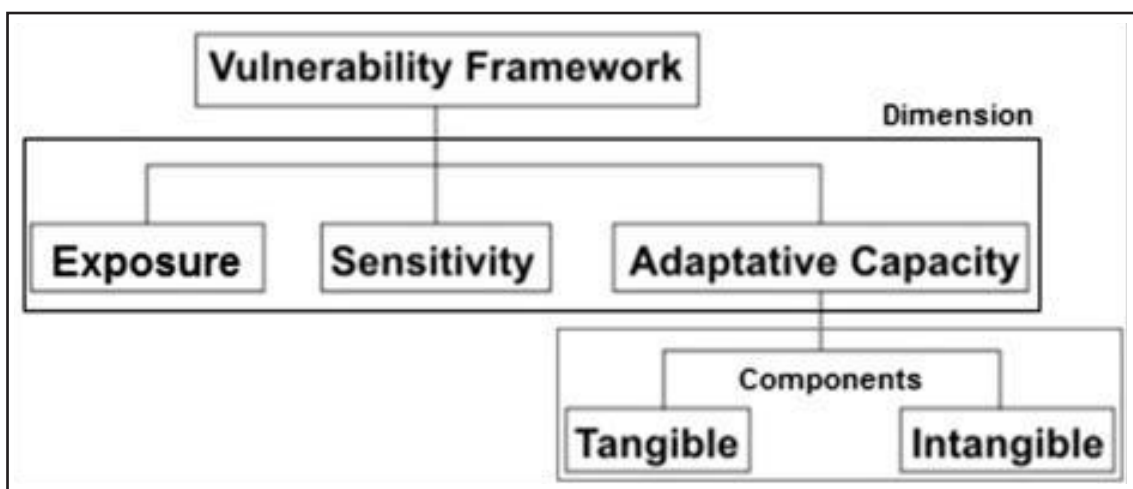 Vulnerability Framework
Dimension
Exposure
Sensitivity
Adaptative Capacity
Components
Tangible
Intangible